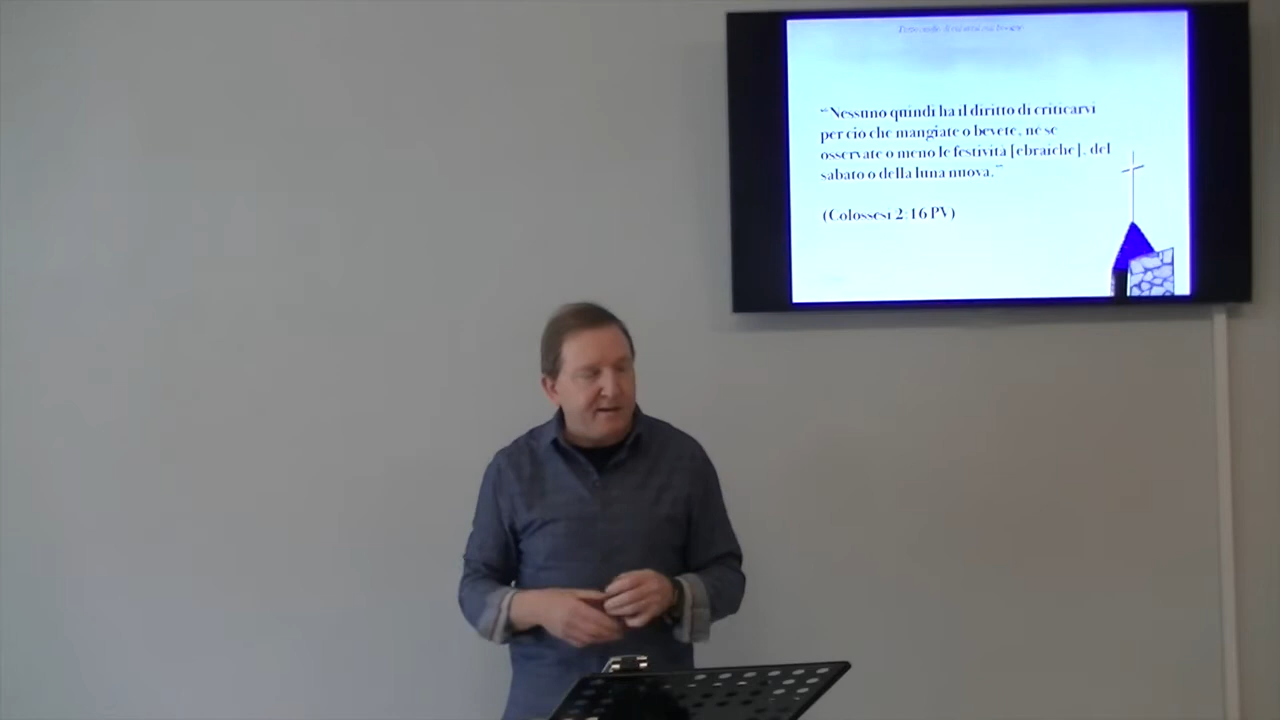 “Nessuno quindi ha il diritto di criticarvi
per ciò che mangiate o bevete, né se
osservate o meno le festività [ebraiche], del
sabato o della luna nuova.”
(Colossesi 2:16 PV)